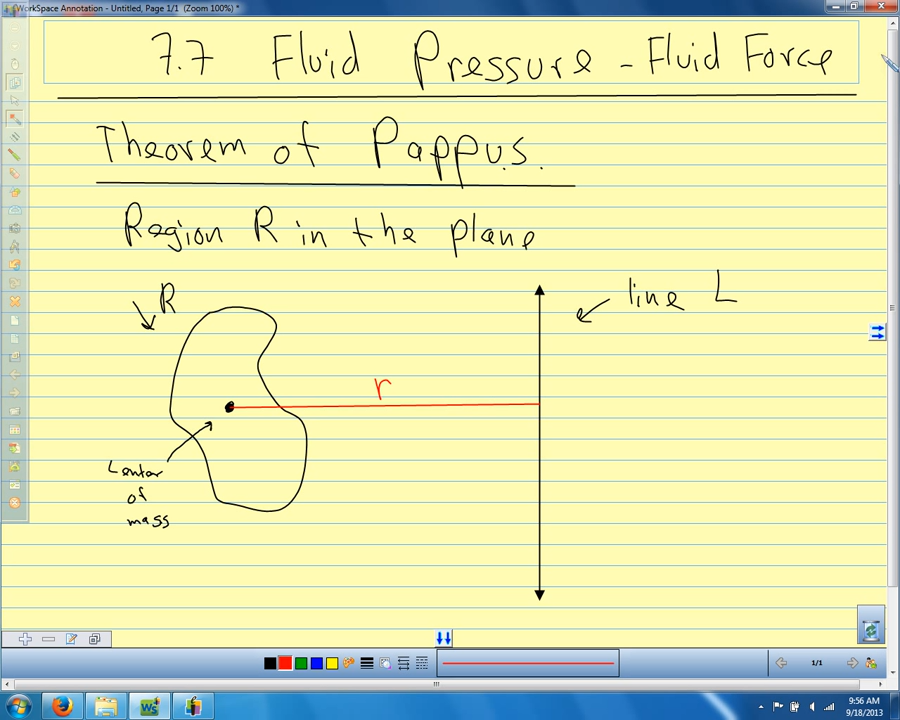 WorkSpace Annotation - Untitled, Page 1/1 (Zoom 100%) *
7.7 Fluid Pressure - Fluid Force
Theorem of Pappus.
Region R in the plane
R
line L
r
Center
of
mass
1/1
9:56 AM
9/18/2013